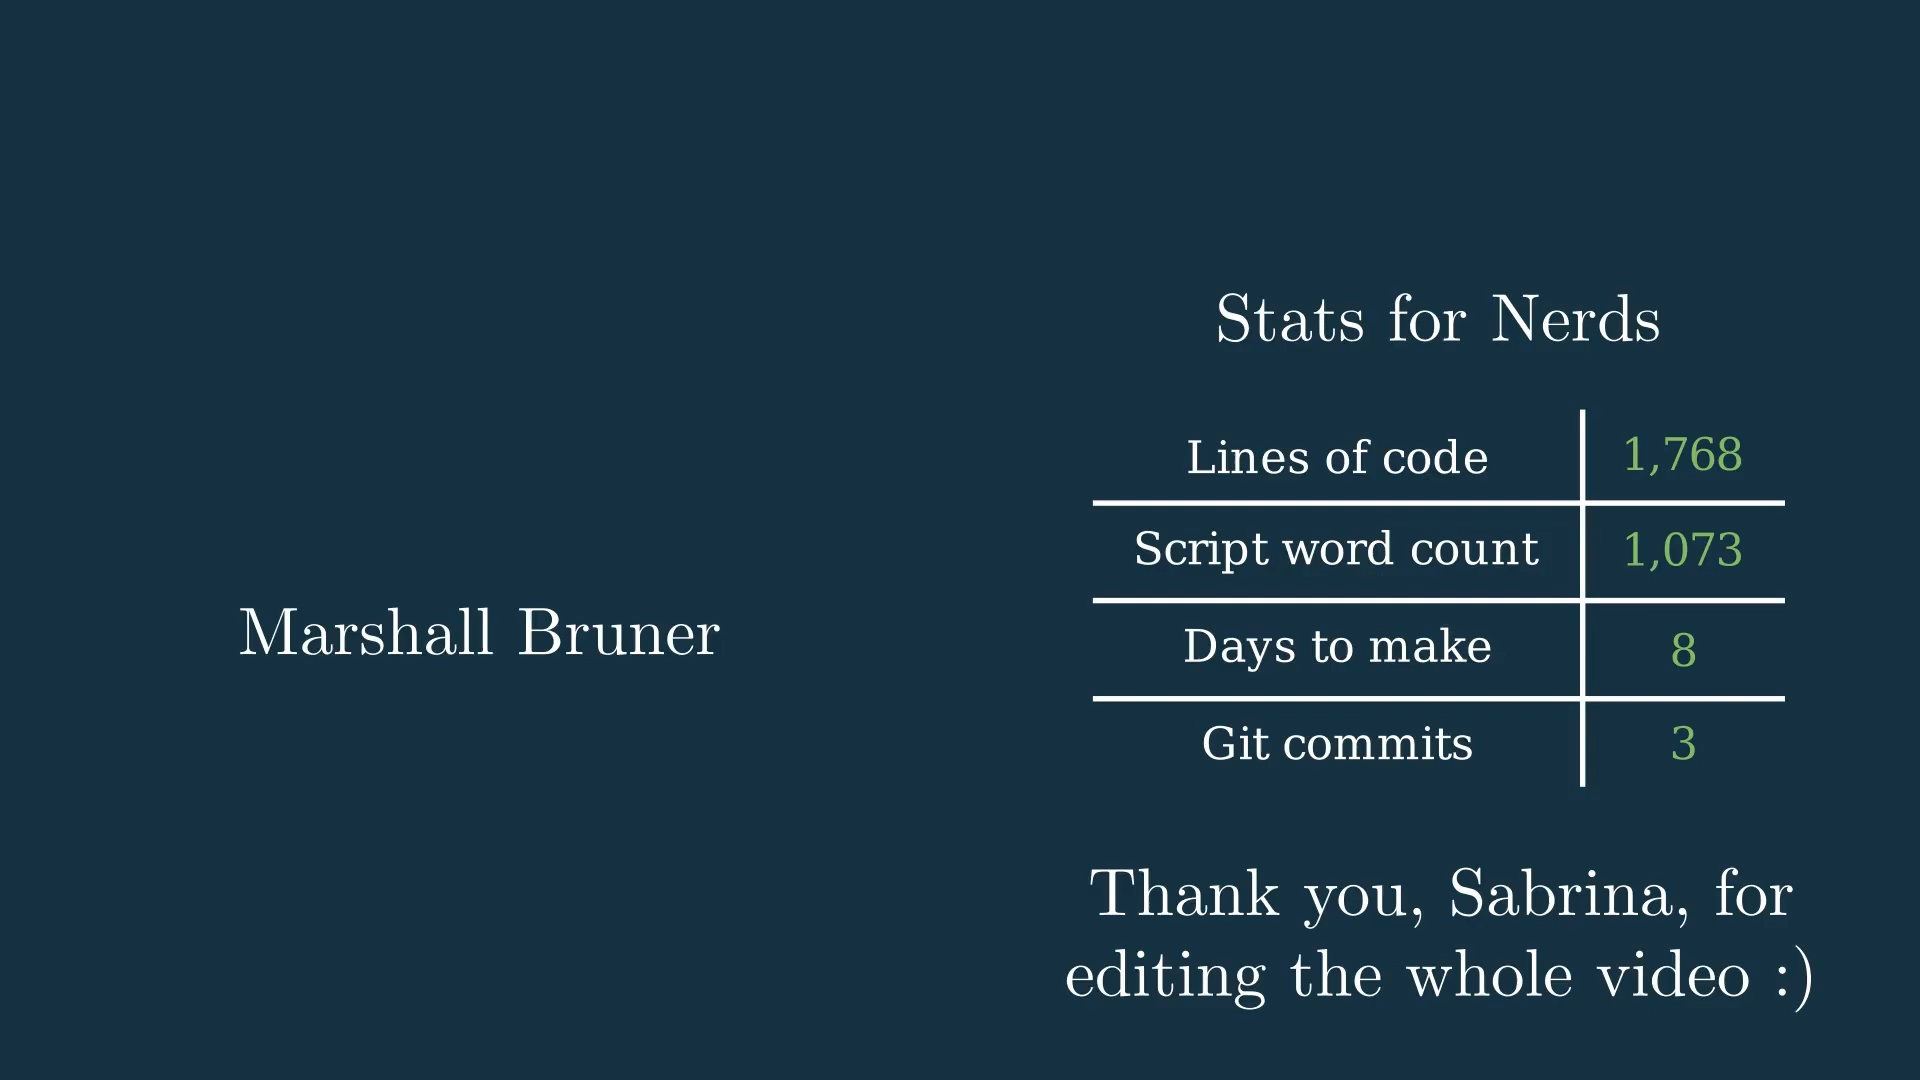 Marshall Bruner
Stats for Nerds
Lines of code 1,768
Script word count 1,073
Days to make 8
Git commits 3
Thank you, Sabrina, for
editing the whole video :)